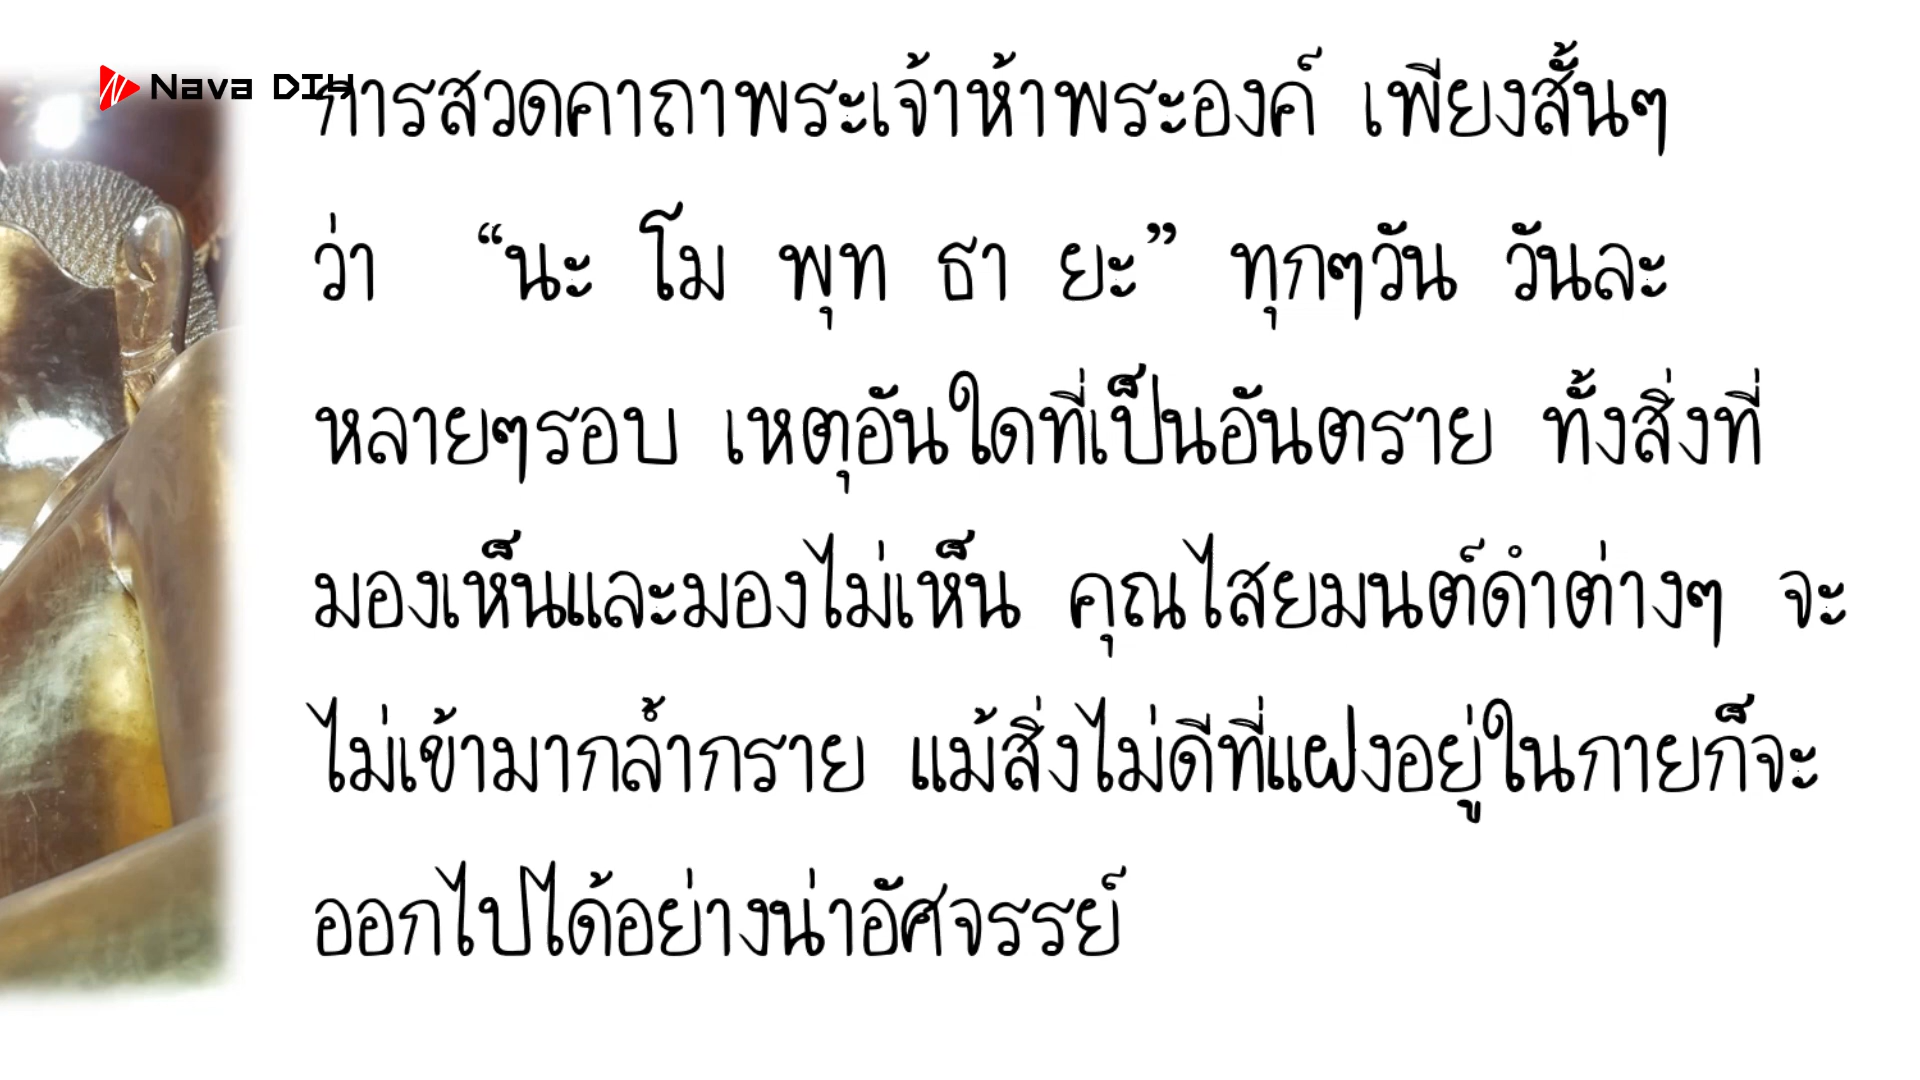 Nava DIY
การสวดคาถาพระเจ้าห้าพระองค์ เพียงสั้นๆ
ว่า “นะ โม พุท ธา ยะ” ทุกๆวัน วันละ
หลายๆรอบ เหตุอันใดที่เป็นอันตราย ทั้งสิ่งที่
มองเห็นและมองไม่เห็น คุณไสยมนต์ดำต่างๆ จะ
ไม่เข้ามากล้ำกราย แม้สิ่งไม่ดีที่แฝงอยู่ในกายก็จะ
ออกไปได้อย่างน่าอัศจรรย์